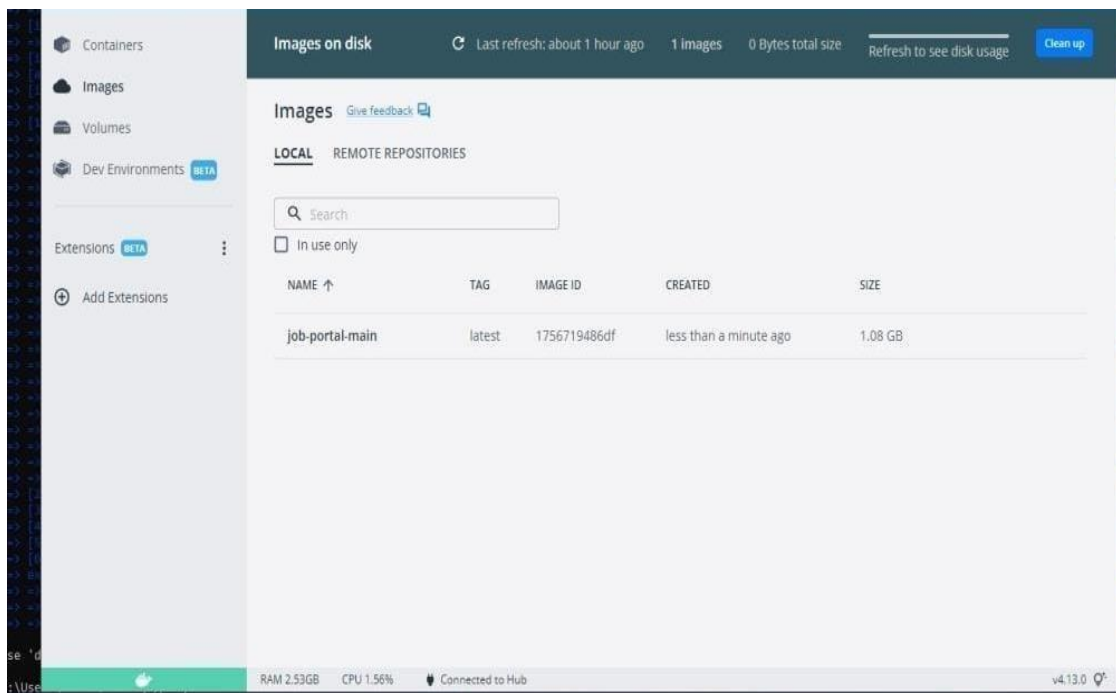 Containers
Images
Volumes
Dev Environments BETA
Extensions BETA
Add Extensions
Images on disk
Last refresh: about 1 hour ago
1 images
0 Bytes total size
Refresh to see disk usage
Clean up
Images Give feedback
LOCAL REMOTE REPOSITORIES
Search
In use only
NAME TAG IMAGE ID CREATED SIZE
job-portal-main latest 1756719486df less than a minute ago 1.08 GB
se 'd
:\Use
RAM 2.53GB CPU 1.56% Connected to Hub v4.13.0